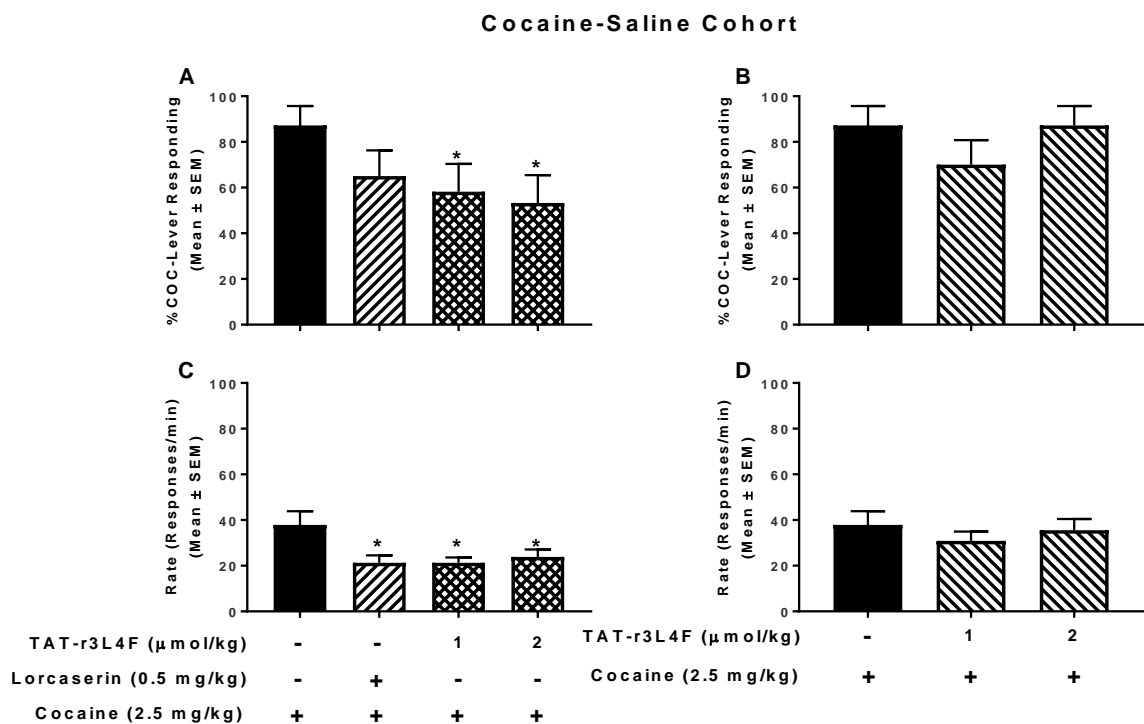 Cocaine-Saline Cohort
A
%COC-Lever Responding
(Mean ± SEM)
100
80
60
40
20
0
*
*
B
%COC-Lever Responding
(Mean ± SEM)
100
80
60
40
20
0
C
Rate (Responses/min)
(Mean ± SEM)
100
80
60
40
20
0
*
*
*
D
Rate (Responses/min)
(Mean ± SEM)
100
80
60
40
20
0
TAT-r3L4F (μmol/kg) - - 1 2
Lorcaserin (0.5 mg/kg) - + - -
Cocaine (2.5 mg/kg) + + + +
TAT-r3L4F (μmol/kg) - 1 2
Cocaine (2.5 mg/kg) + + +